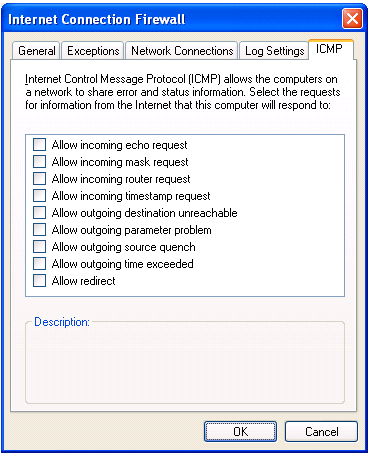 Internet Connection Firewall
General
Exceptions
Network Connections
Log Settings
ICMP
Internet Control Message Protocol (ICMP) allows the computers on
a network to share error and status information. Select the requests
for information from the Internet that this computer will respond to:
Allow incoming echo request
Allow incoming mask request
Allow incoming router request
Allow incoming timestamp request
Allow outgoing destination unreachable
Allow outgoing parameter problem
Allow outgoing source quench
Allow outgoing time exceeded
Allow redirect
Description:
OK
Cancel